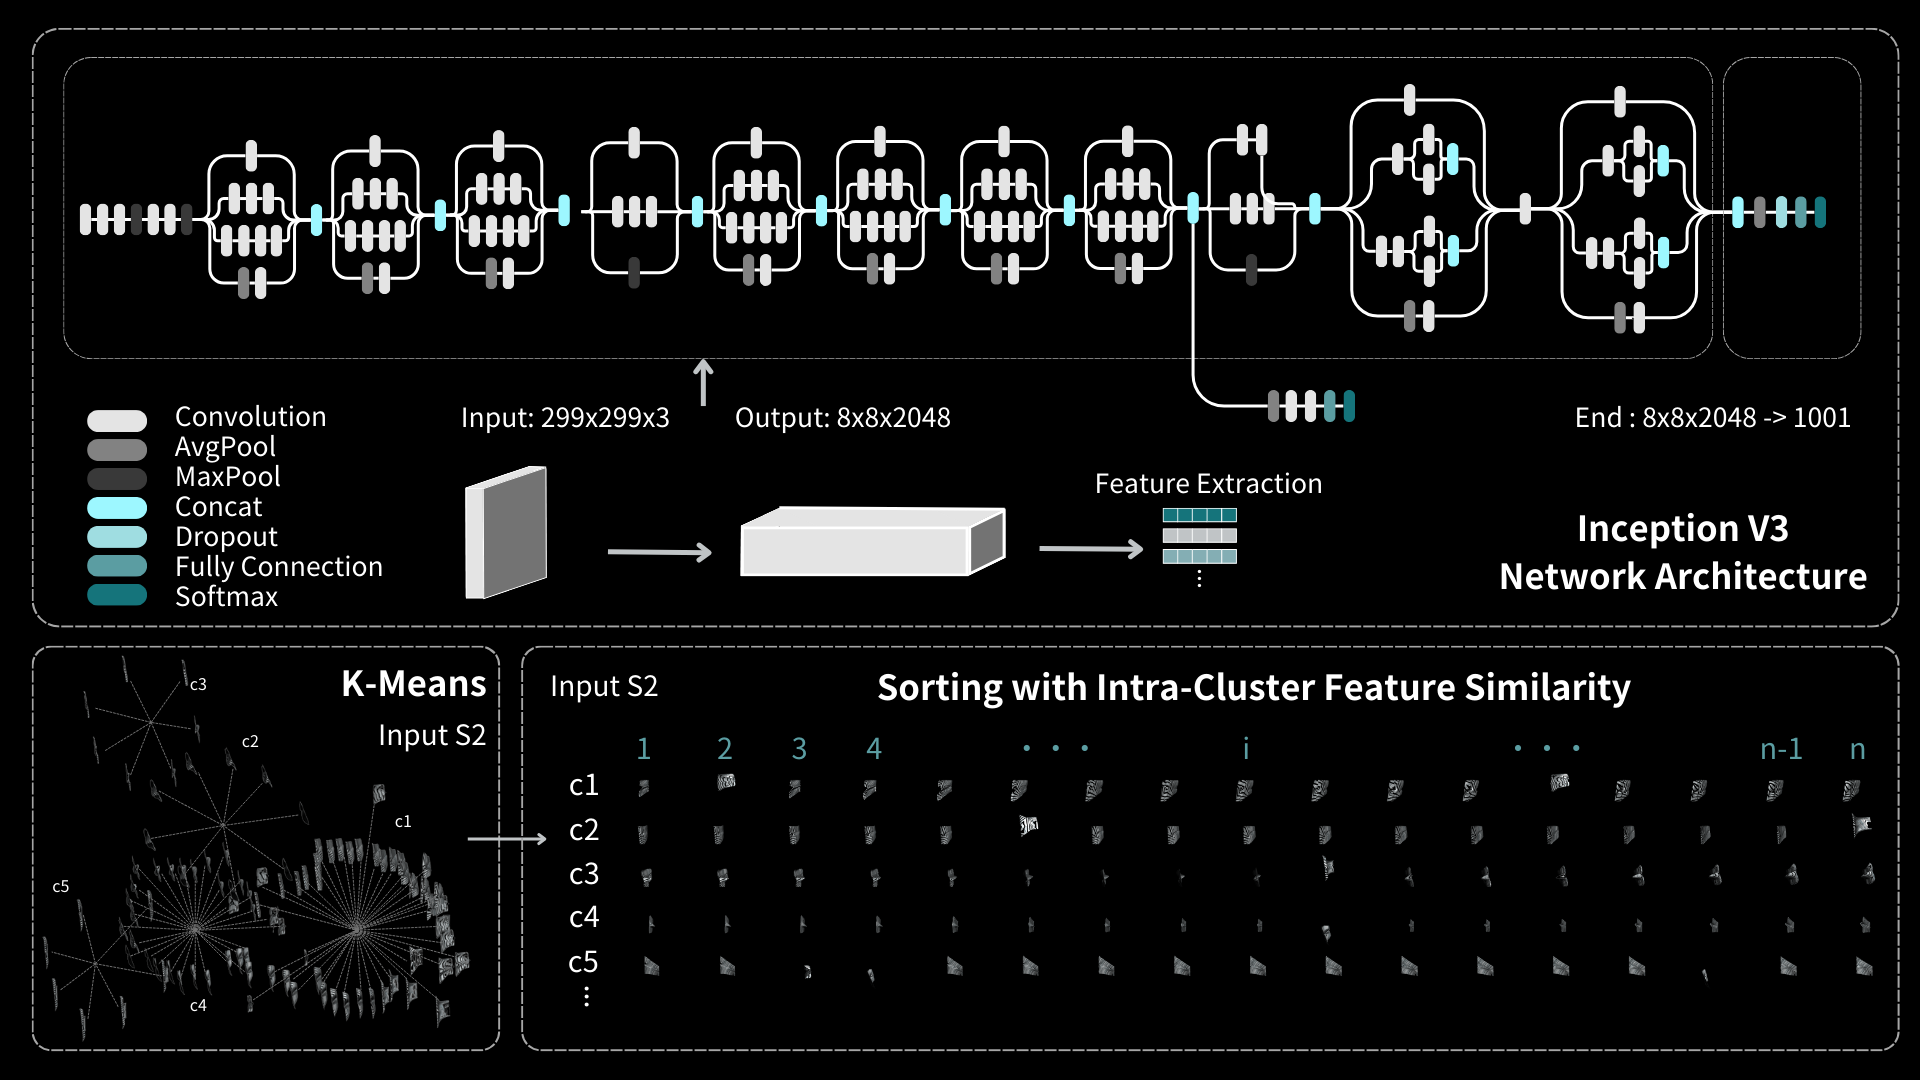 Convolution
AvgPool
MaxPool
Concat
Dropout
Fully Connection
Softmax
Input: 299x299x3
Output: 8x8x2048
End : 8x8x2048 -> 1001
Feature Extraction
Inception V3
Network Architecture
K-Means
Input S2
c3
c2
c1
c5
c4
Input S2
Sorting with Intra-Cluster Feature Similarity
1 2 3 4 • • • i • • • n-1 n
c1
c2
c3
c4
c5